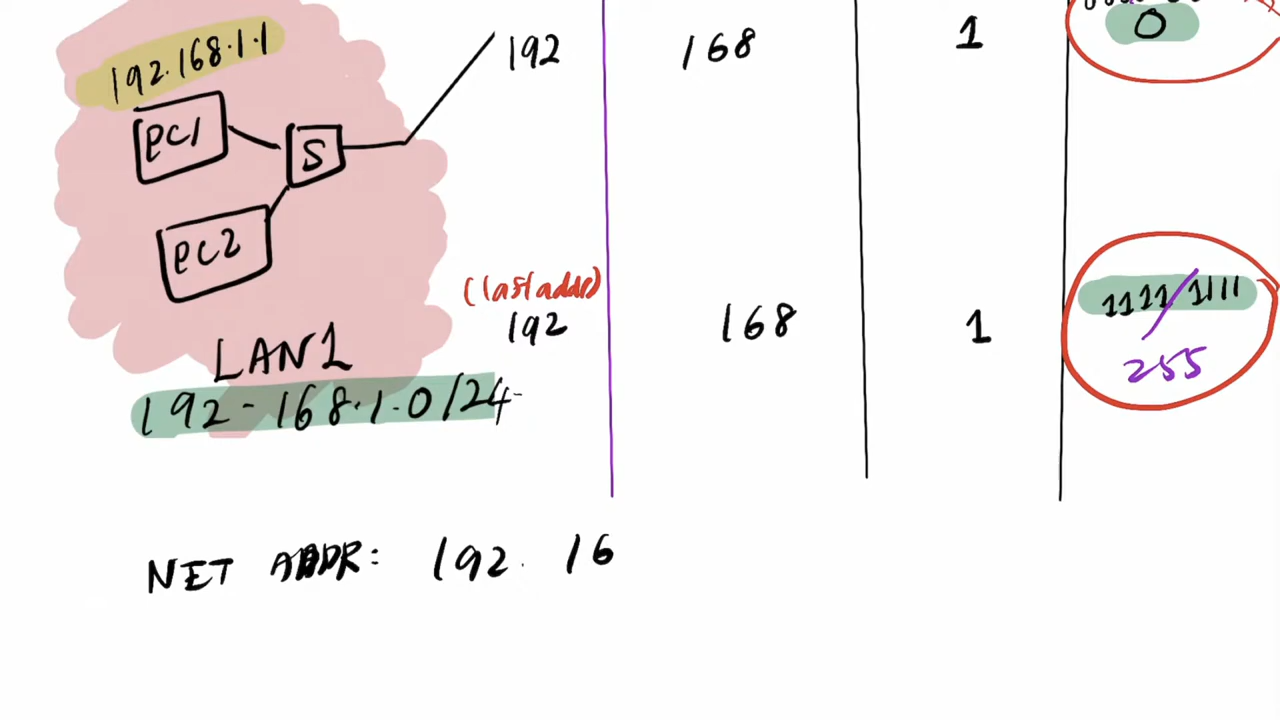 192.168.1.1
192 168 1 0
PC1
S
PC2
(last addr)
192 168 1 1111 1111
255
LAN1
192-168.1.0/24
NET ADDR: 192. 16